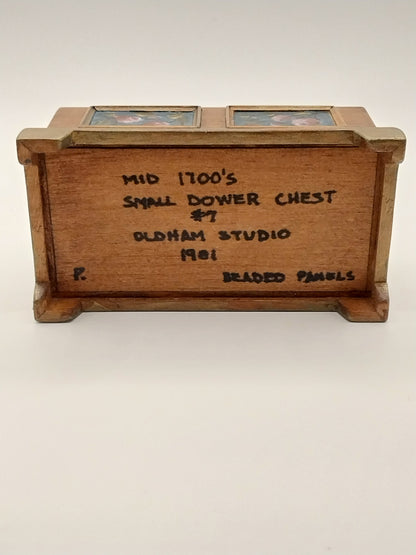 MID 1700'S
SMALL DOWER CHEST
#7
OLDHAM STUDIO
1981
P. BEADED PANELS